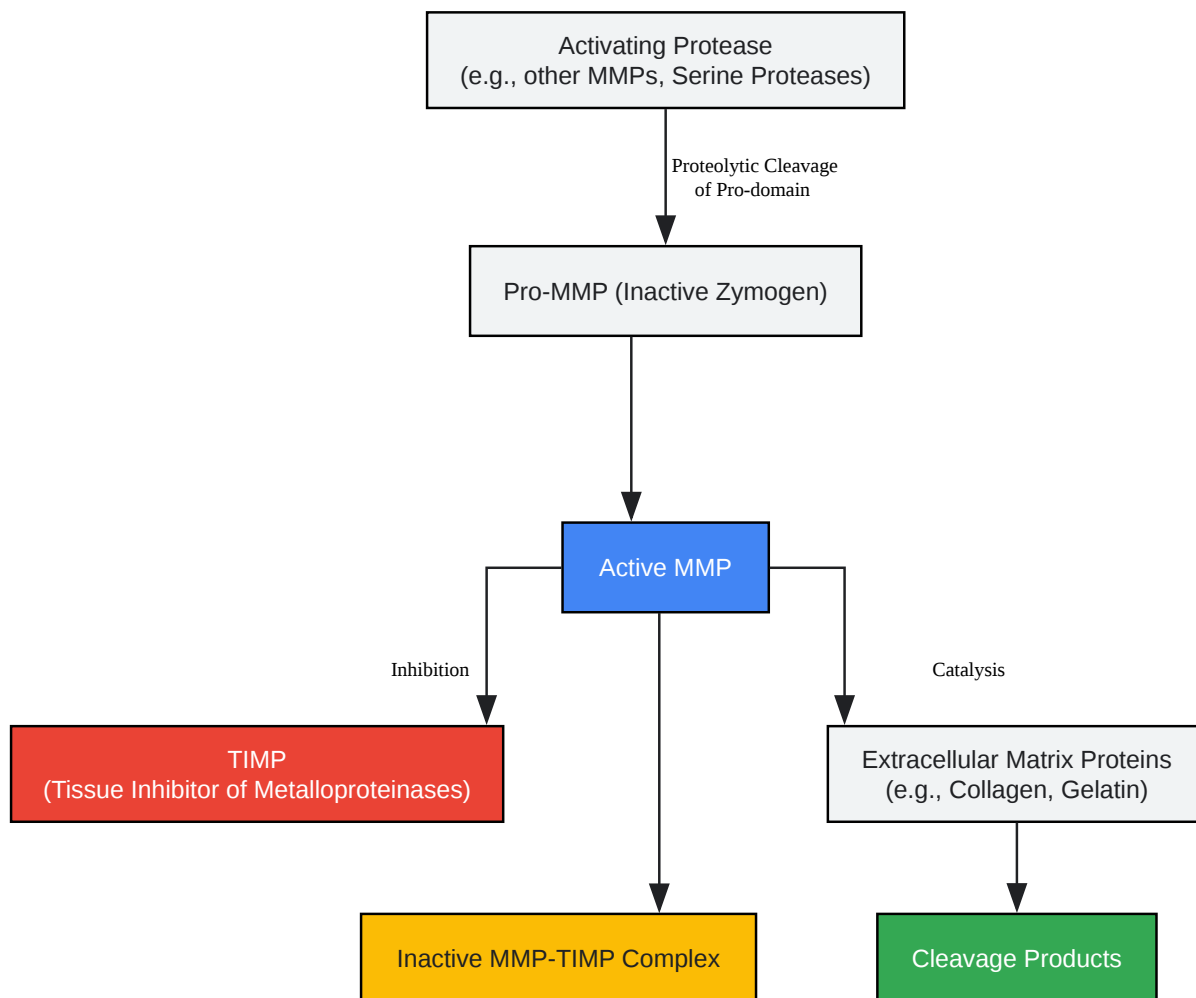 Activating Protease
(e.g., other MMPs, Serine Proteases)
Proteolytic Cleavage
of Pro-domain
Pro-MMP (Inactive Zymogen)
Active MMP
Inhibition
Catalysis
TIMP
(Tissue Inhibitor of Metalloproteinases)
Extracellular Matrix Proteins
(e.g., Collagen, Gelatin)
Inactive MMP-TIMP Complex
Cleavage Products